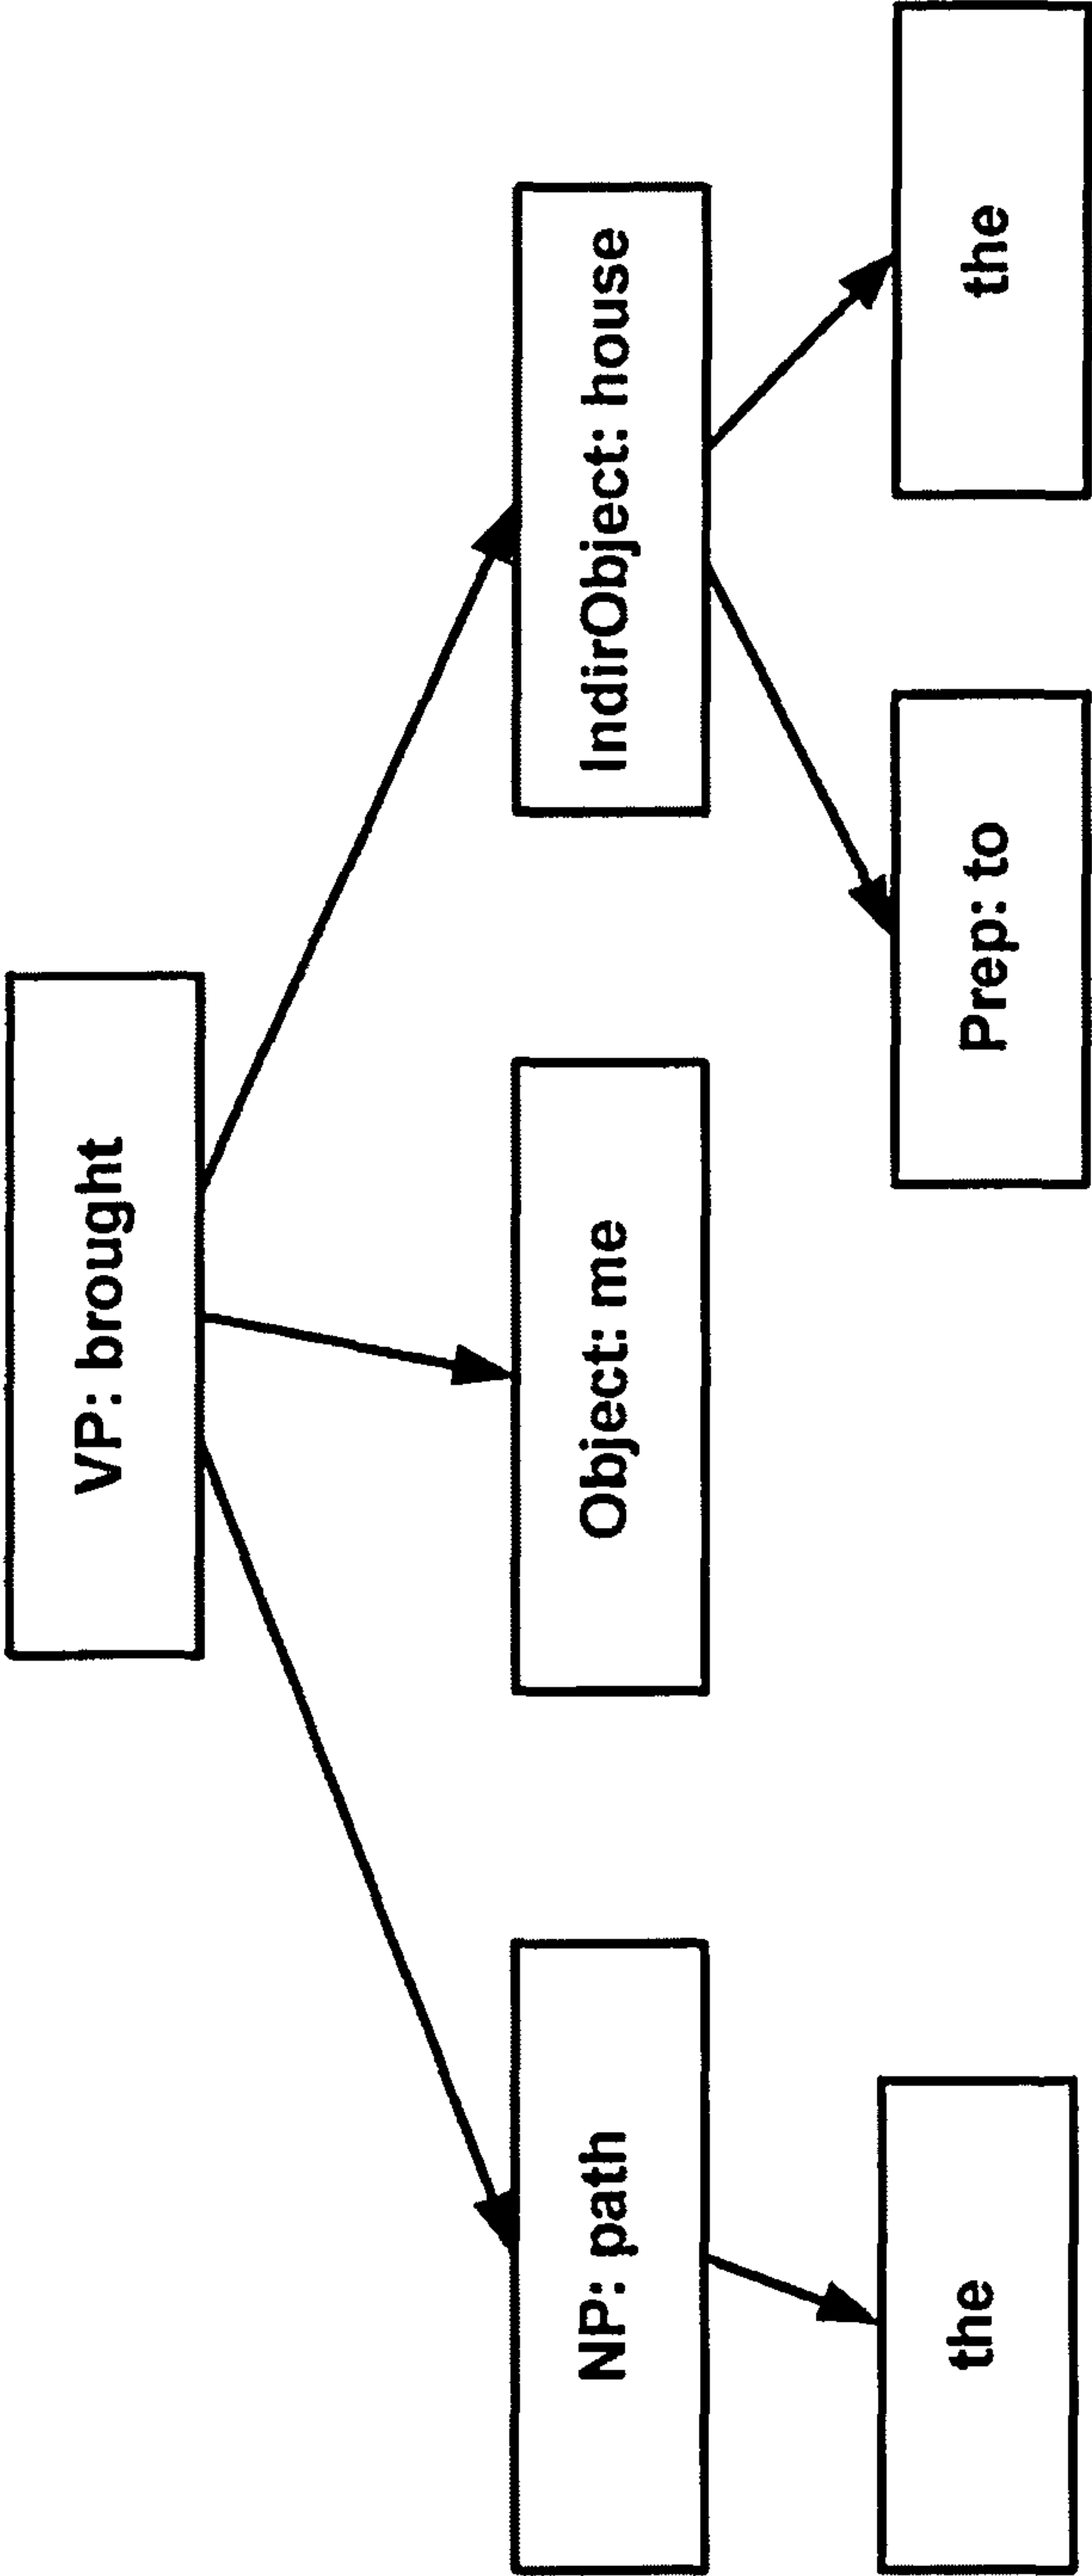 VP: brought
NP: path
Object: me
IndirObject: house
the
Prep: to
the